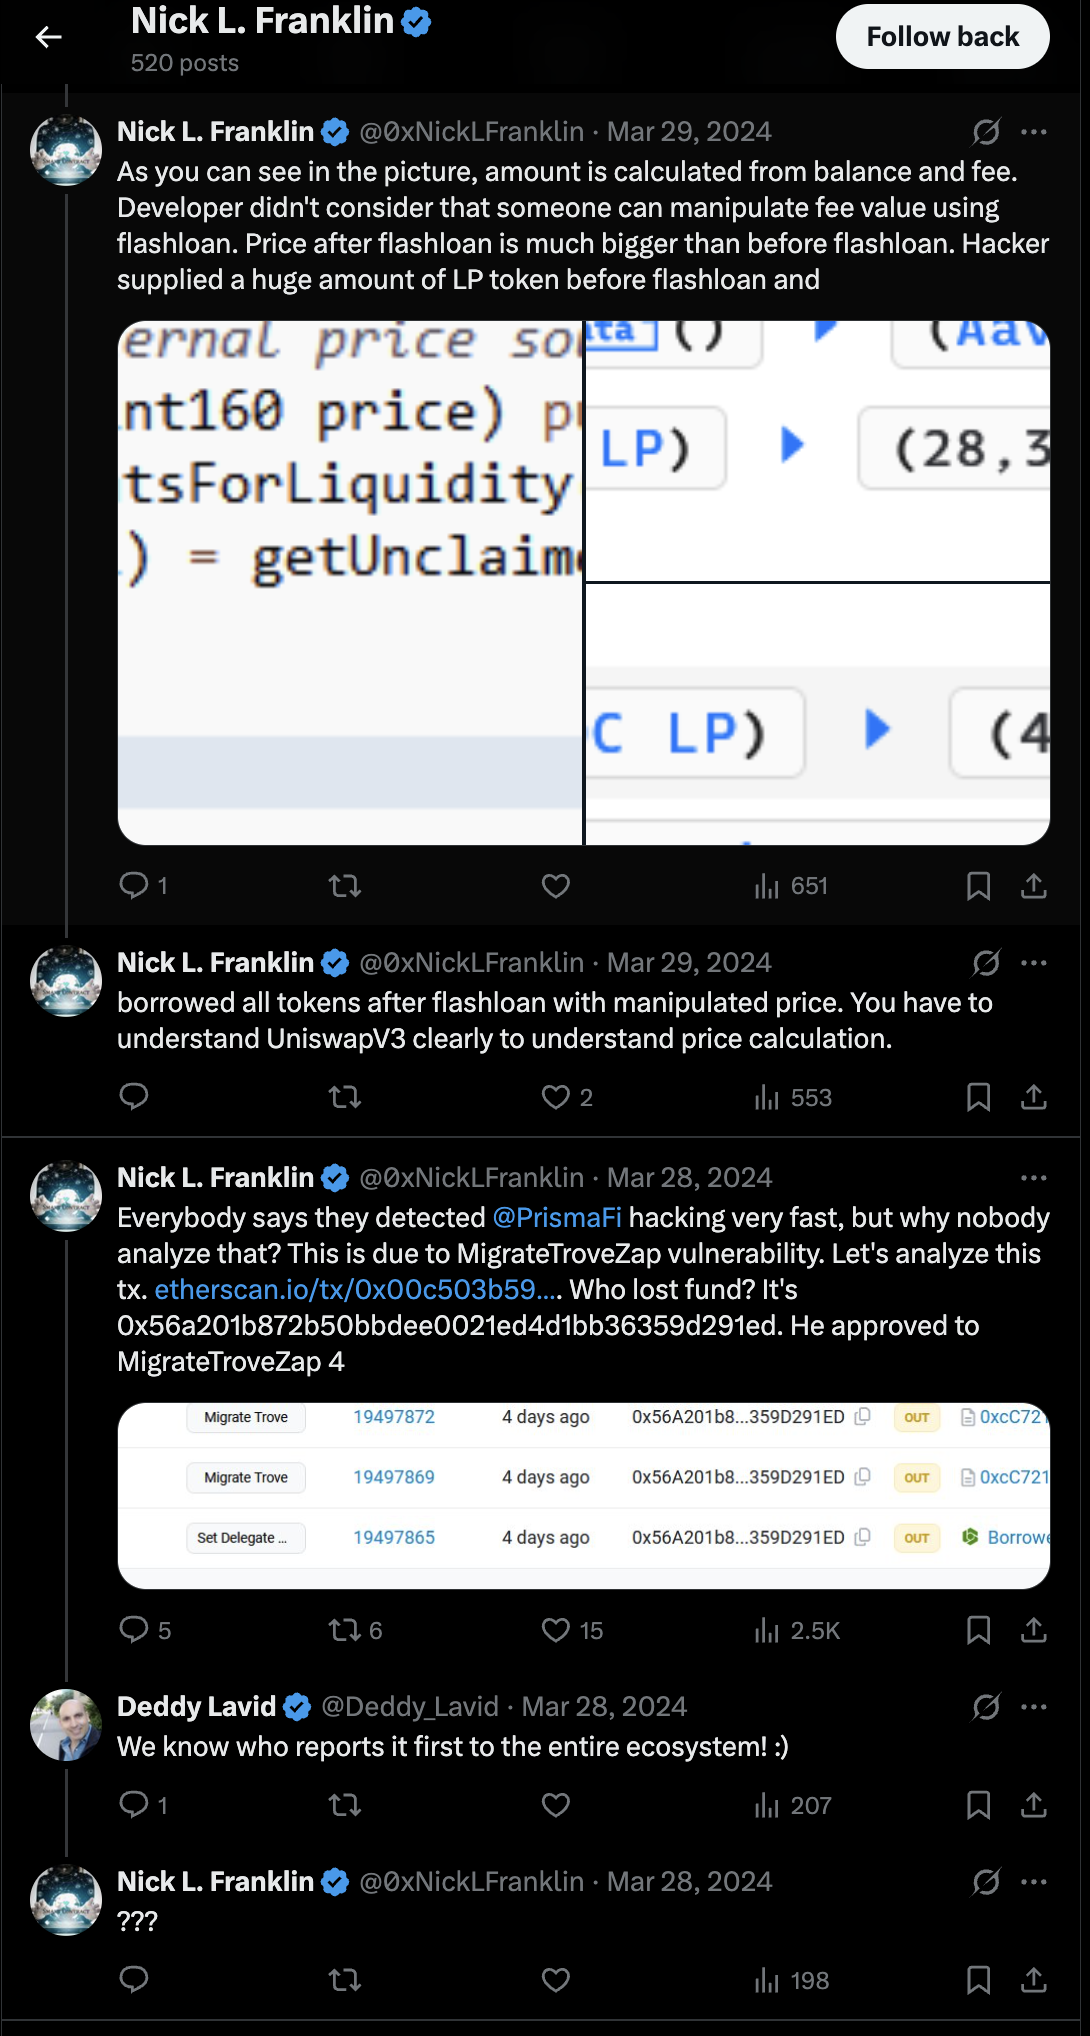 Nick L. Franklin
520 posts
Follow back
Nick L. Franklin @0xNickLFranklin · Mar 29, 2024
As you can see in the picture, amount is calculated from balance and fee.
Developer didn't consider that someone can manipulate fee value using
flashloan. Price after flashloan is much bigger than before flashloan. Hacker
supplied a huge amount of LP token before flashloan and
ernal price so
nt160 price) p
tsForLiquidity
) = getUnclaim
ata () (Aav
LP) (28,3
C LP) (4
1 651
Nick L. Franklin @0xNickLFranklin · Mar 29, 2024
borrowed all tokens after flashloan with manipulated price. You have to
understand UniswapV3 clearly to understand price calculation.
2 553
Nick L. Franklin @0xNickLFranklin · Mar 28, 2024
Everybody says they detected @PrismaFi hacking very fast, but why nobody
analyze that? This is due to MigrateTroveZap vulnerability. Let's analyze this
tx. etherscan.io/tx/0x00c503b59.... Who lost fund? It's
0x56a201b872b50bbdee0021ed4d1bb36359d291ed. He approved to
MigrateTroveZap 4
Migrate Trove 19497872 4 days ago 0x56A201b8...359D291ED OUT 0xcC721
Migrate Trove 19497869 4 days ago 0x56A201b8...359D291ED OUT 0xcC721
Set Delegate ... 19497865 4 days ago 0x56A201b8...359D291ED OUT Borrowe
5 6 15 2.5K
Deddy Lavid @Deddy_Lavid · Mar 28, 2024
We know who reports it first to the entire ecosystem! :)
1 207
Nick L. Franklin @0xNickLFranklin · Mar 28, 2024
???
198